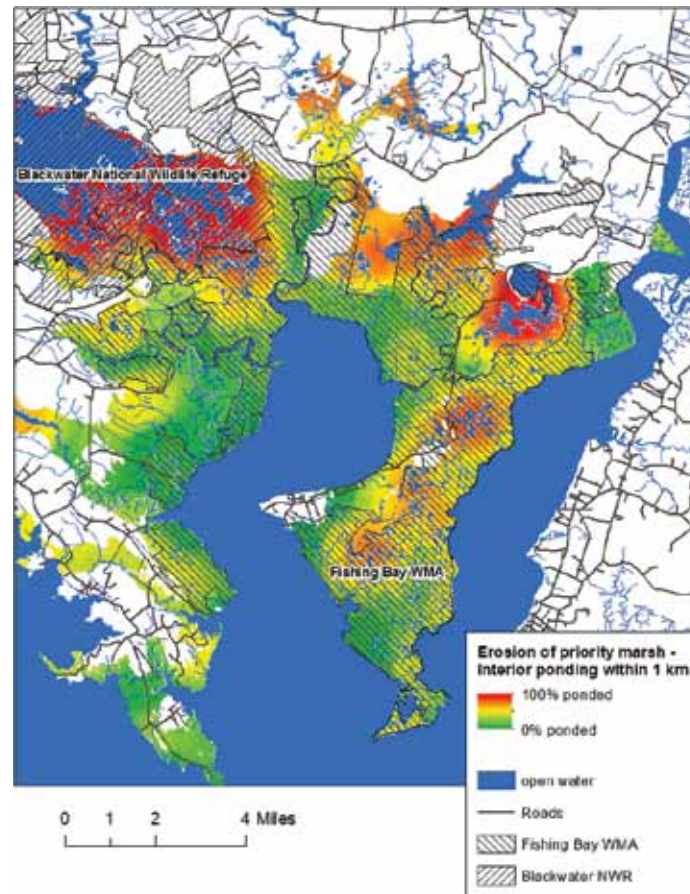 Blackwater National Wildlife Refuge
Fishing Bay WMA
Erosion of priority marsh -
Interior ponding within 1 km
100% ponded
0% ponded
open water
Roads
Fishing Bay WMA
Blackwater NWR
0 1 2 4 Miles